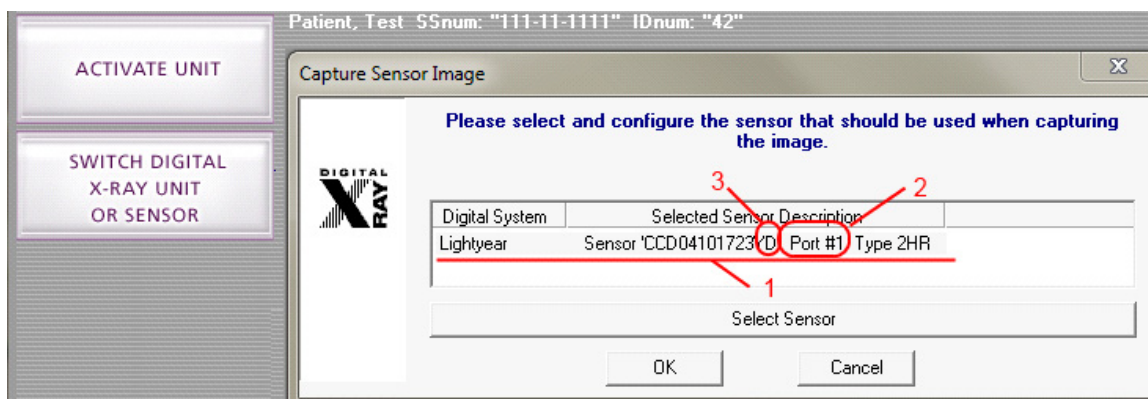 Patient, Test SSnum: "111-11-1111" IDnum: "42"
ACTIVATE UNIT
SWITCH DIGITAL
X-RAY UNIT
OR SENSOR
Capture Sensor Image
Please select and configure the sensor that should be used when capturing
the image.
DIGITAL
X-RAY
3
2
Digital System Selected Sensor Description
Lightyear Sensor 'CCD04101723YD Port #1 Type 2HR
1
Select Sensor
OK Cancel